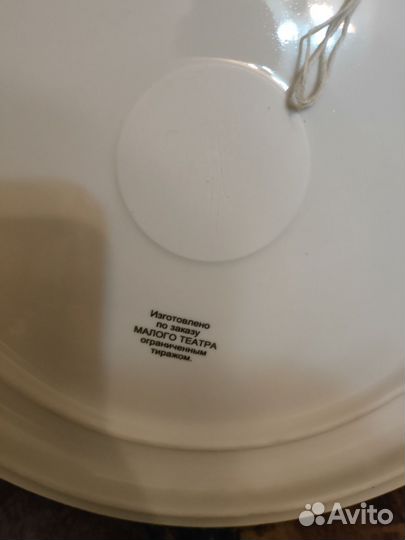 Изготовлено
по заказу
МАЛОГО ТЕАТРА
ограниченным
тиражом.
Avito